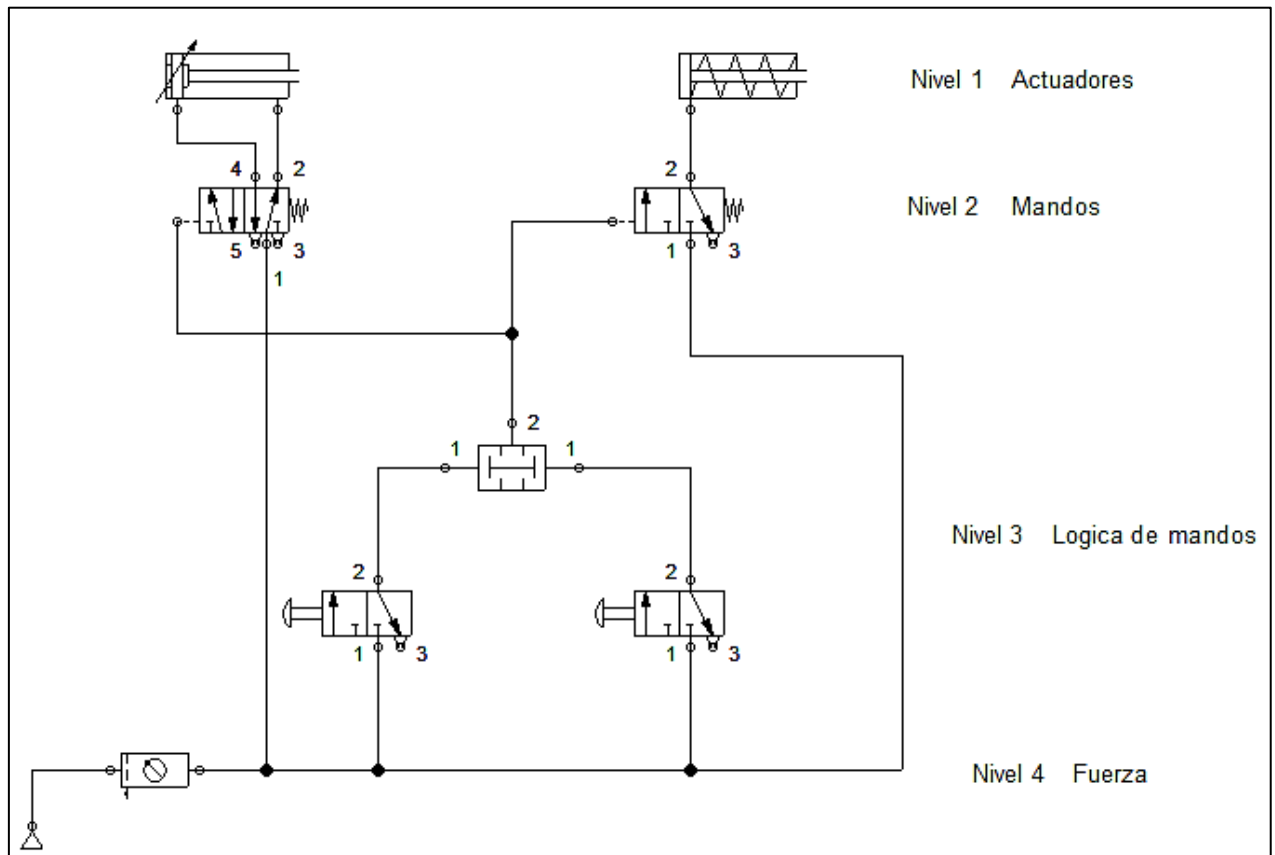 Nivel 1 Actuadores
4 2
2
Nivel 2 Mandos
5 3
1
1 3
2
1 1
Nivel 3 Logica de mandos
2 2
1 3
1 3
Nivel 4 Fuerza